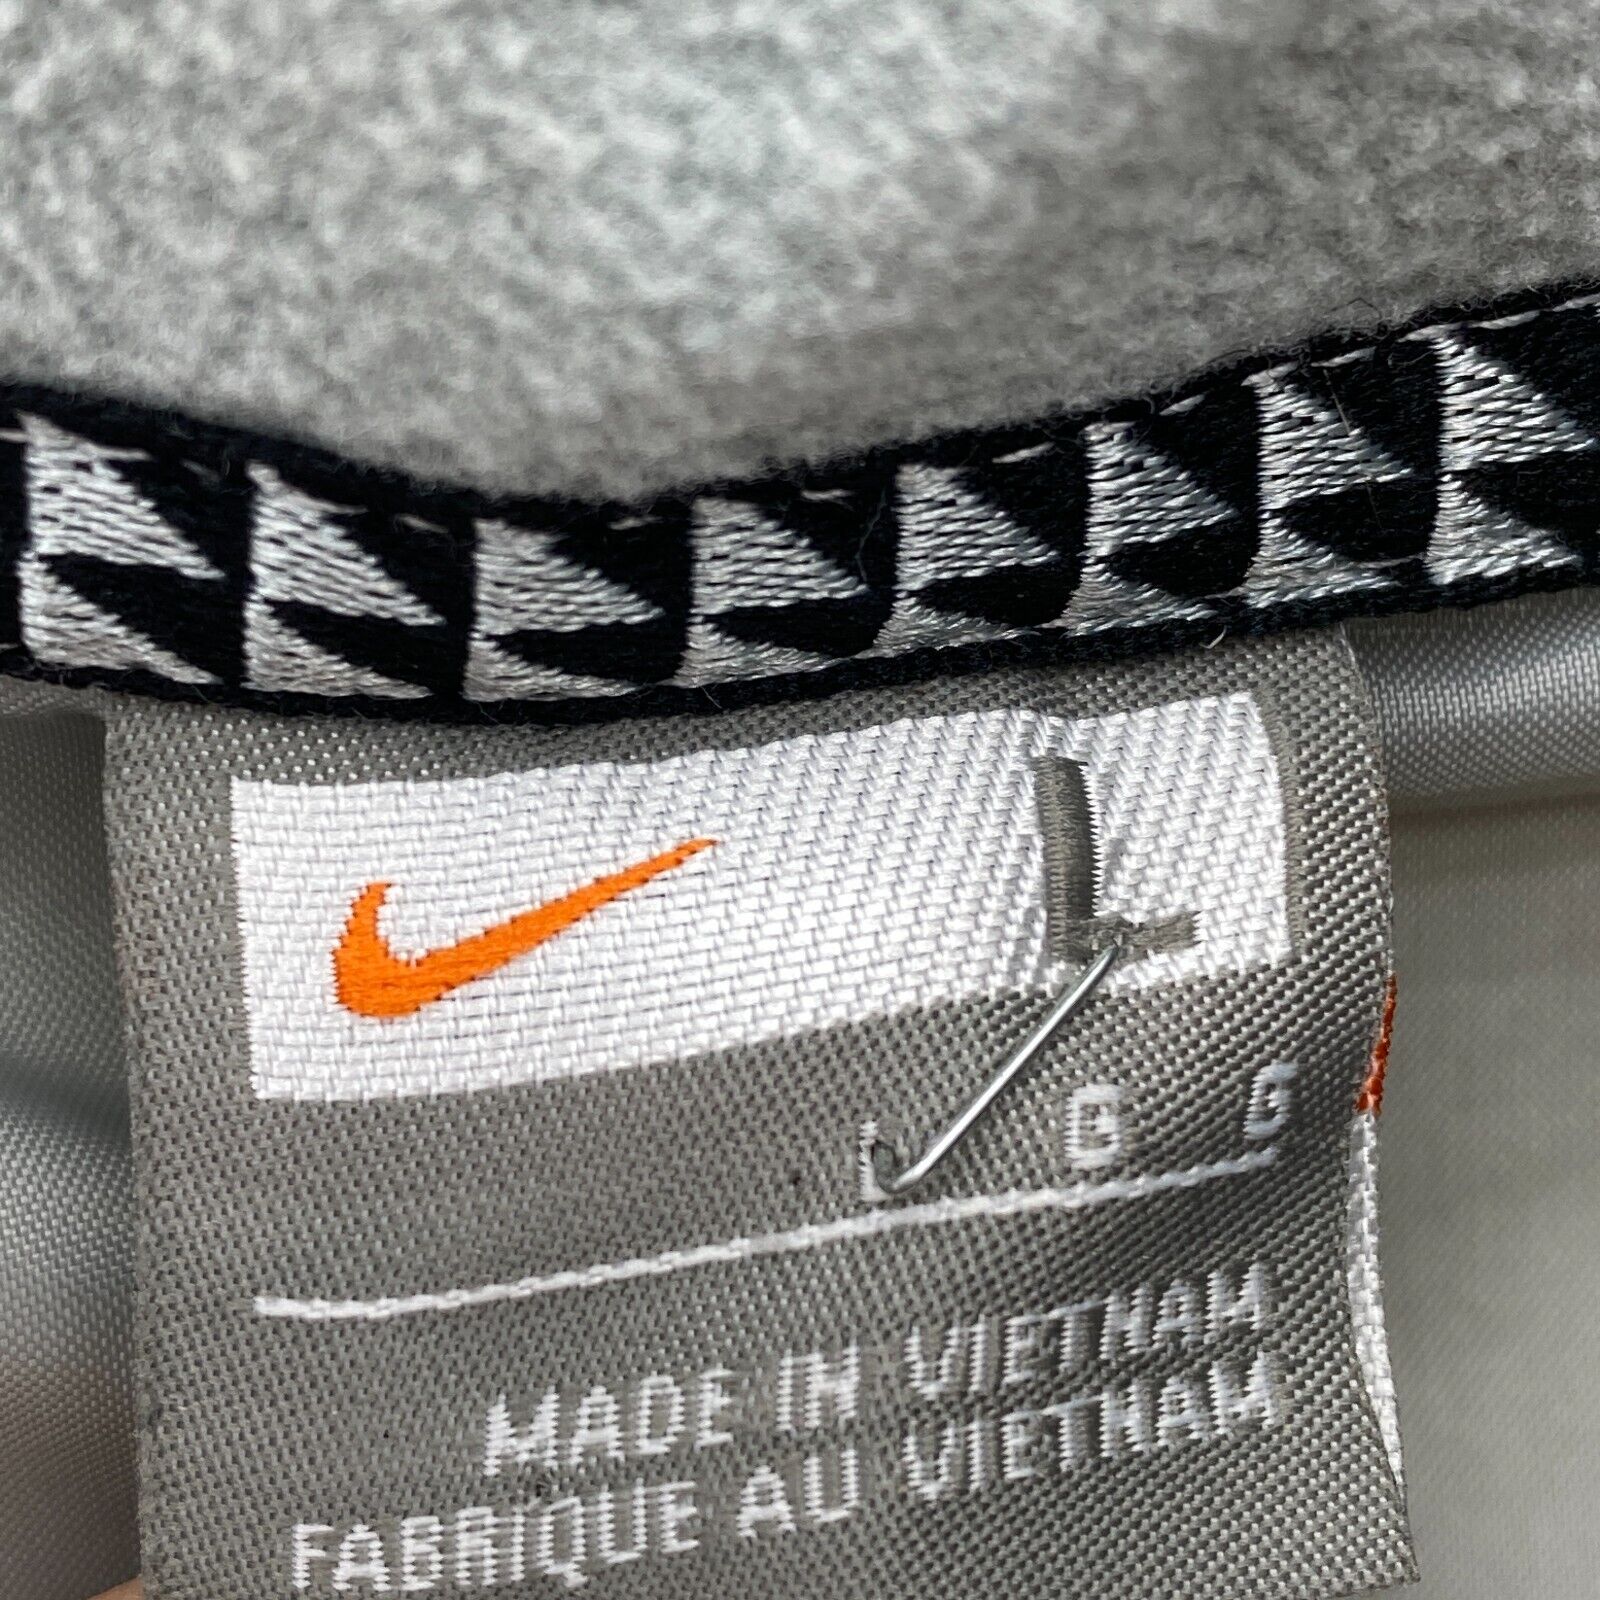 L
L G G
MADE IN VIETNAM
FABRIQUE AU VIETNAM